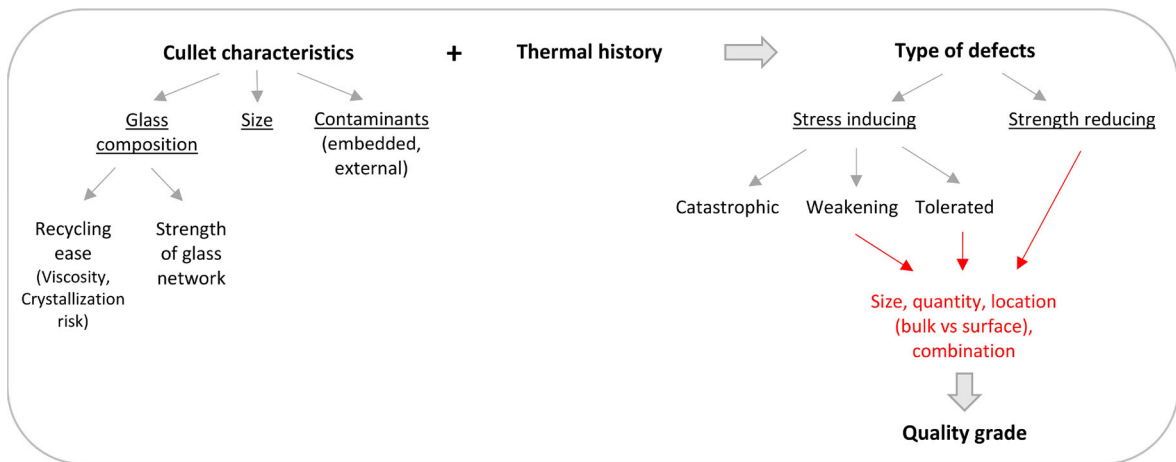 Cullet characteristics + Thermal history Type of defects
Glass
composition
Size
Contaminants
(embedded,
external)
Stress inducing
Strength reducing
Recycling
ease
(Viscosity,
Crystallization
risk)
Strength
of glass
network
Catastrophic
Weakening
Tolerated
Size, quantity, location
(bulk vs surface),
combination
Quality grade